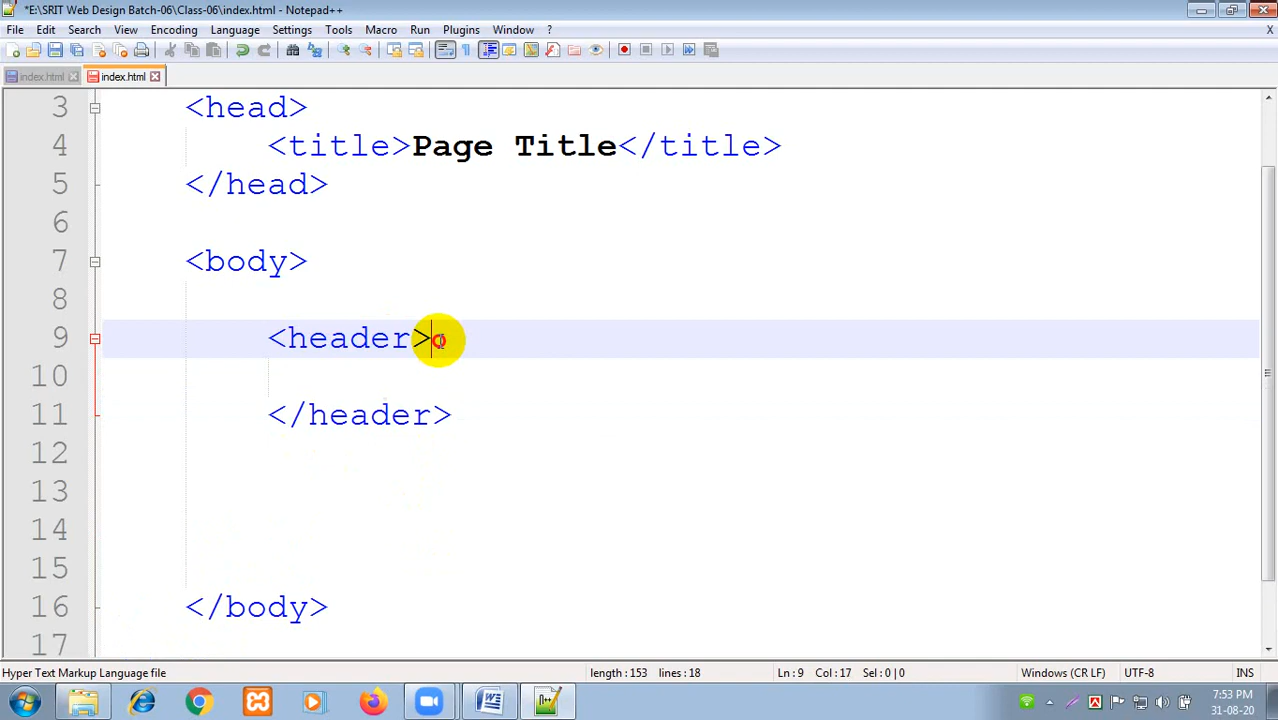 *E:\SRIT Web Design Batch-06\Class-06\index.html - Notepad++
File Edit Search View Encoding Language Settings Tools Macro Run Plugins Window ? X
index.html index.html
3 <head>
4 <title>Page Title</title>
5 </head>
6
7 <body>
8
9 <header>
10
11 </header>
12
13
14
15
16 </body>
17
Hyper Text Markup Language file length : 153 lines : 18 Ln : 9 Col : 17 Sel : 0 | 0 Windows (CR LF) UTF-8 INS
7:53 PM
31-08-20